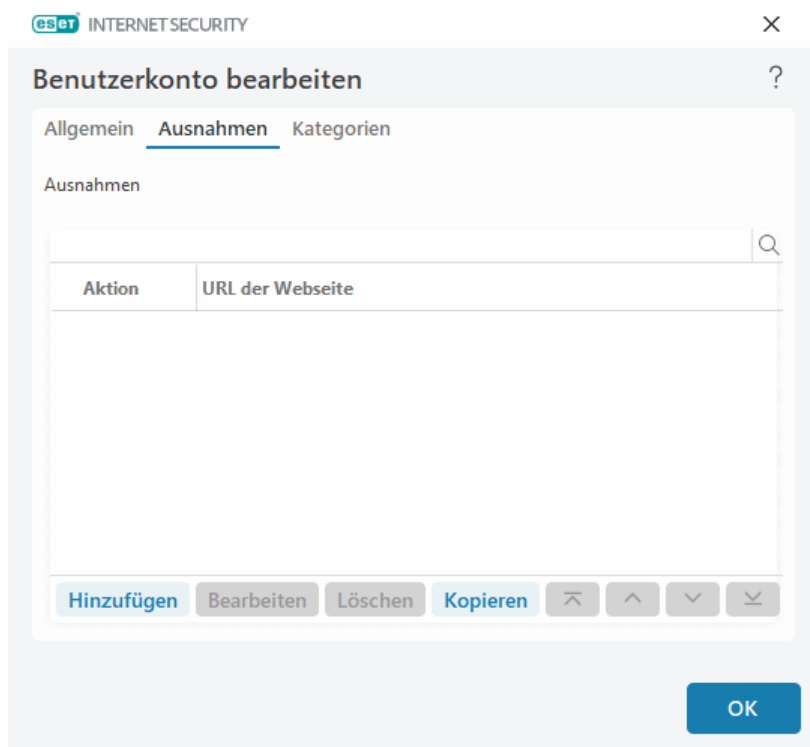 eseT INTERNET SECURITY
Benutzerkonto bearbeiten
?
Allgemein Ausnahmen Kategorien
Ausnahmen
Aktion URL der Webseite
Hinzufügen Bearbeiten Löschen Kopieren
OK